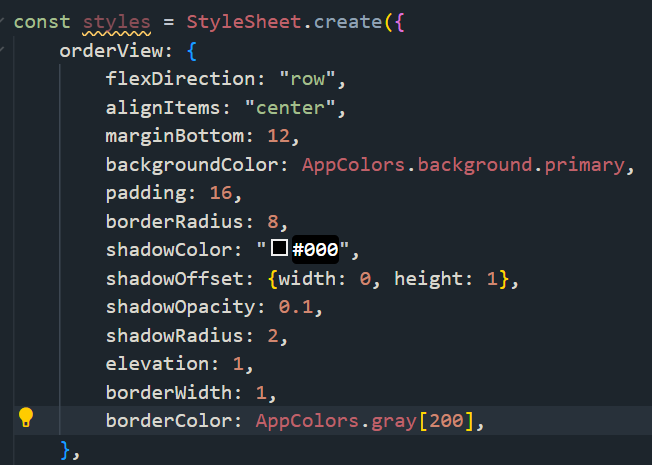 const styles = StyleSheet.create({
    orderView: {
        flexDirection: "row",
        alignItems: "center",
        marginBottom: 12,
        backgroundColor: AppColors.background.primary,
        padding: 16,
        borderRadius: 8,
        shadowColor: "#000",
        shadowOffset: {width: 0, height: 1},
        shadowOpacity: 0.1,
        shadowRadius: 2,
        elevation: 1,
        borderWidth: 1,
        borderColor: AppColors.gray[200],
    },